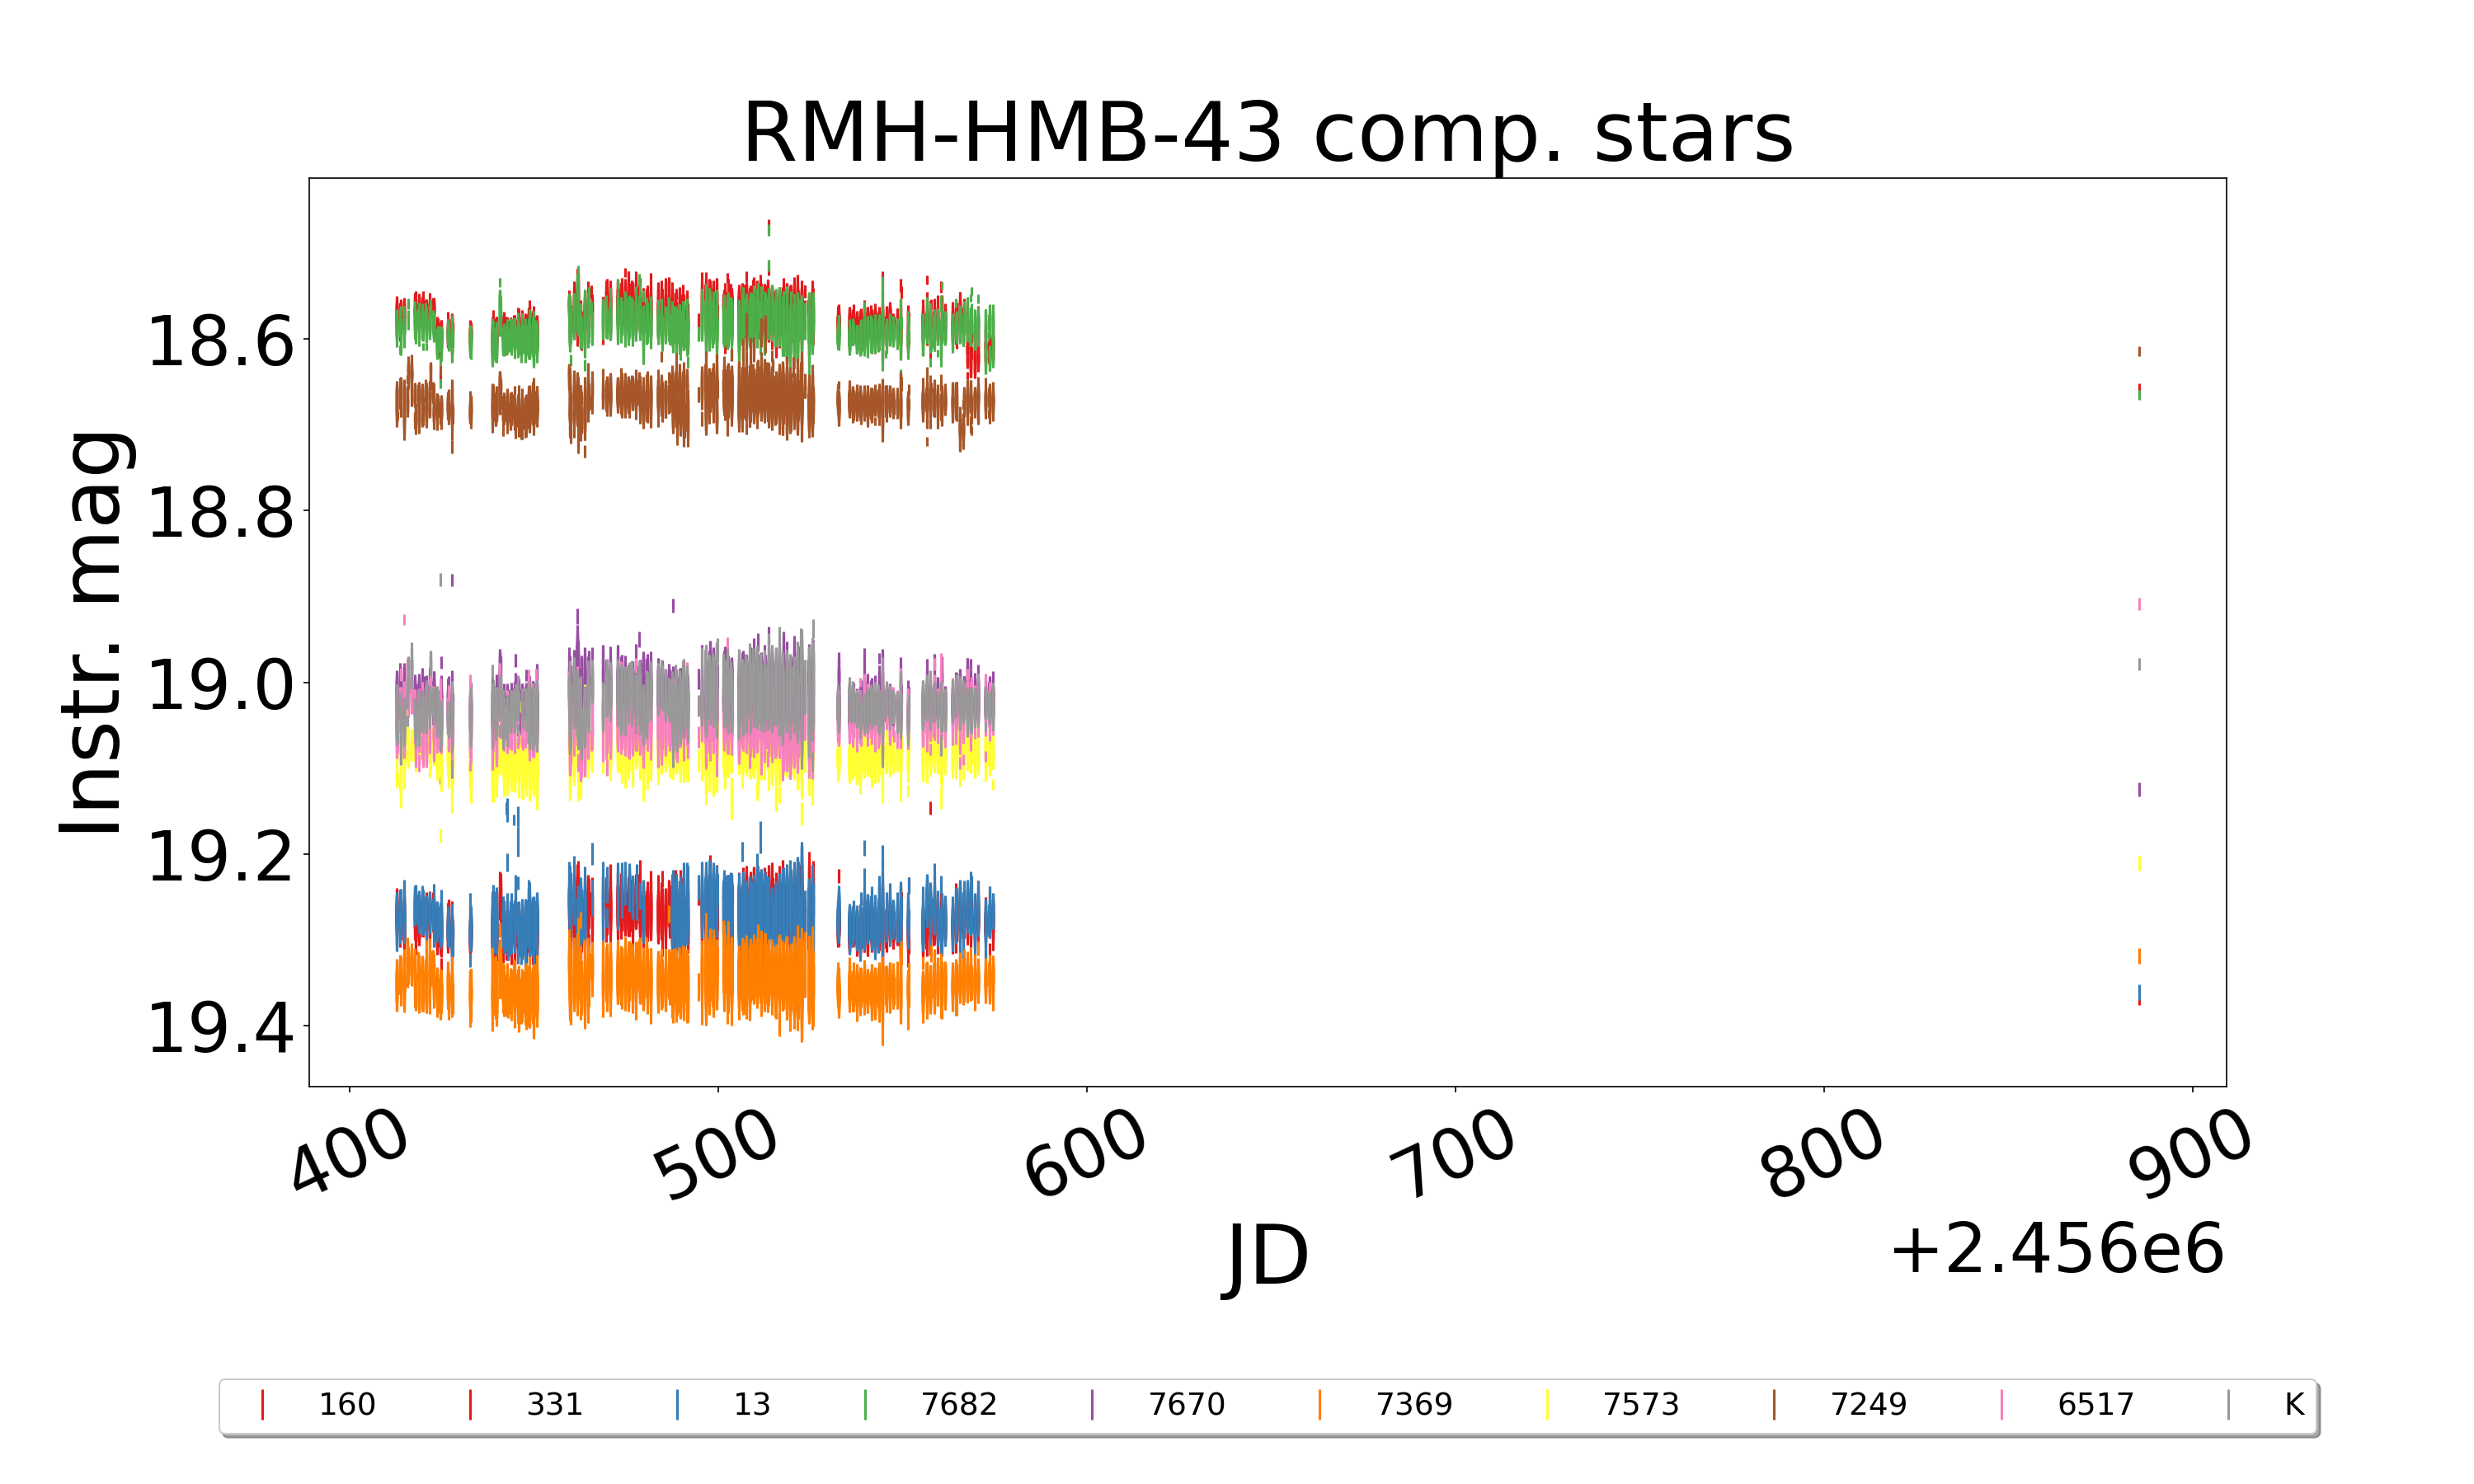 RMH-HMB-43 comp. stars
Instr. mag
18.6
18.8
19.0
19.2
19.4
400 500 600 700 800 900
JD
+2.456e6
160 331 13 7682 7670 7369 7573 7249 6517 K